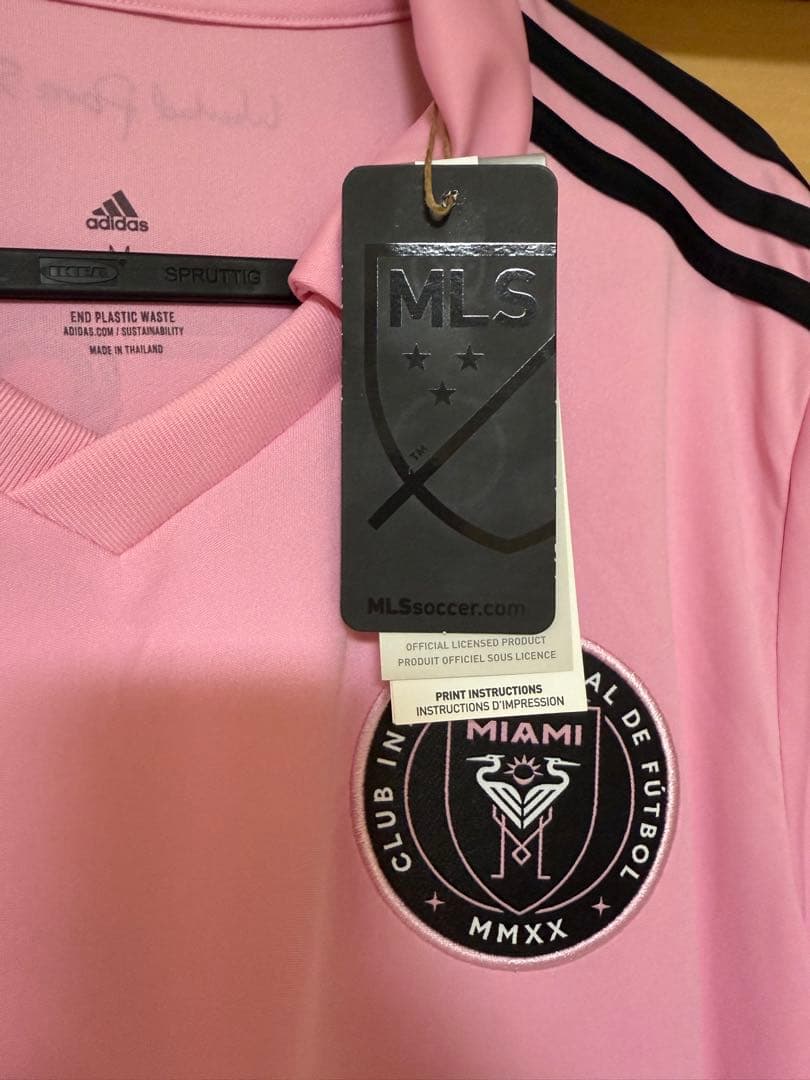 adidas
M
IKEA SPRUTTIG
END PLASTIC WASTE
ADIDAS.COM / SUSTAINABILITY
MADE IN THAILAND
MLS
TM
MLSsoccer.com
OFFICIAL LICENSED PRODUCT
PRODUIT OFFICIEL SOUS LICENCE
PRINT INSTRUCTIONS
INSTRUCTIONS D'IMPRESSION
CLUB IN AL DE FÚTBOL
MIAMI
MMXX